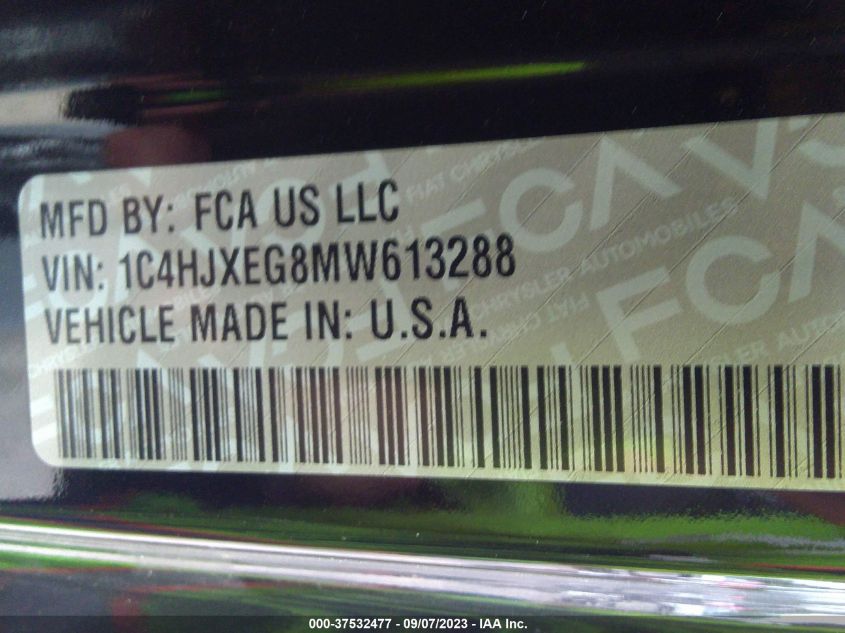 MFD BY: FCA US LLC
VIN: 1C4HJXEG8MW613288
VEHICLE MADE IN: U.S.A.
000-37532477 - 09/07/2023 - IAA Inc.